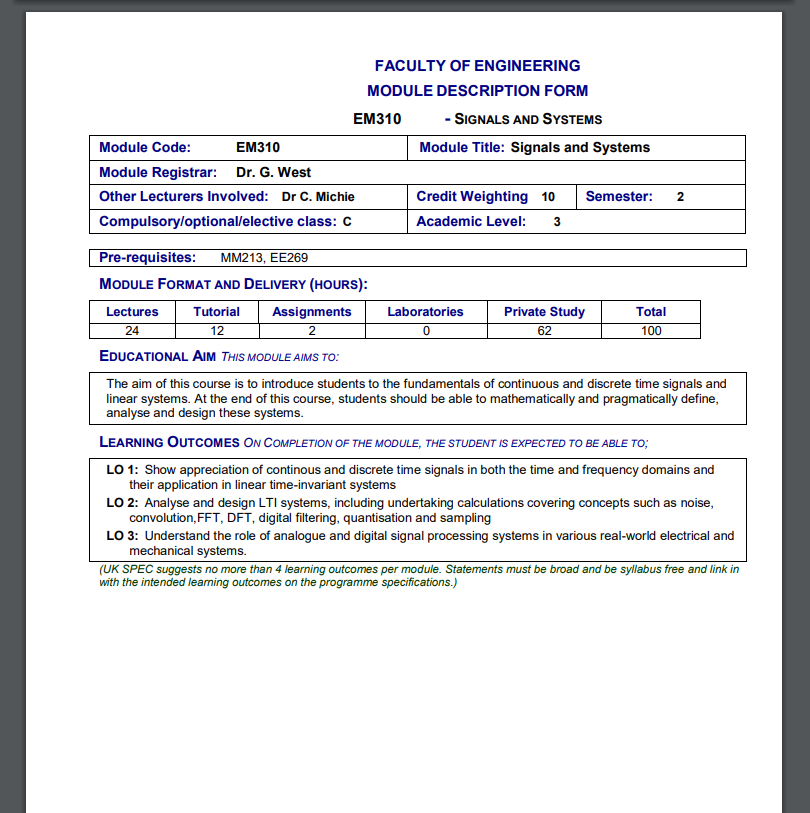 FACULTY OF ENGINEERING
MODULE DESCRIPTION FORM
EM310 - SIGNALS AND SYSTEMS
Module Code: EM310 Module Title: Signals and Systems
Module Registrar: Dr. G. West
Other Lecturers Involved: Dr C. Michie Credit Weighting 10 Semester: 2
Compulsory/optional/elective class: C Academic Level: 3
Pre-requisites: MM213, EE269
MODULE FORMAT AND DELIVERY (HOURS):
Lectures Tutorial Assignments Laboratories Private Study Total
24 12 2 0 62 100
EDUCATIONAL AIM THIS MODULE AIMS TO:
The aim of this course is to introduce students to the fundamentals of continuous and discrete time signals and
linear systems. At the end of this course, students should be able to mathematically and pragmatically define,
analyse and design these systems.
LEARNING OUTCOMES ON COMPLETION OF THE MODULE, THE STUDENT IS EXPECTED TO BE ABLE TO;
LO 1: Show appreciation of continous and discrete time signals in both the time and frequency domains and
their application in linear time-invariant systems
LO 2: Analyse and design LTI systems, including undertaking calculations covering concepts such as noise,
convolution,FFT, DFT, digital filtering, quantisation and sampling
LO 3: Understand the role of analogue and digital signal processing systems in various real-world electrical and
mechanical systems.
(UK SPEC suggests no more than 4 learning outcomes per module. Statements must be broad and be syllabus free and link in
with the intended learning outcomes on the programme specifications.)